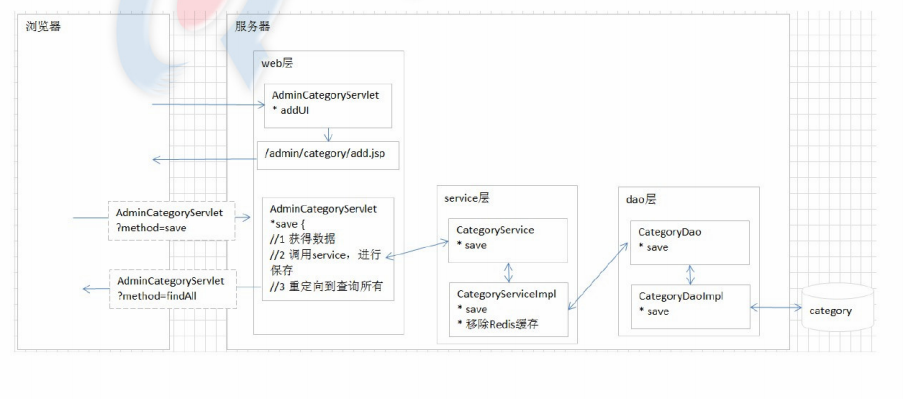 浏览器
服务器
web层
AdminCategoryServlet
* addUI
/admin/category/add.jsp
AdminCategoryServlet
?method=save
AdminCategoryServlet
*save {
//1 获得数据
//2 调用service，进行
保存
//3 重定向到查询所有
AdminCategoryServlet
?method=findAll
service层
CategoryService
* save
CategoryServiceImpl
* save
* 移除Redis缓存
dao层
CategoryDao
* save
CategoryDaoImpl
* save
category